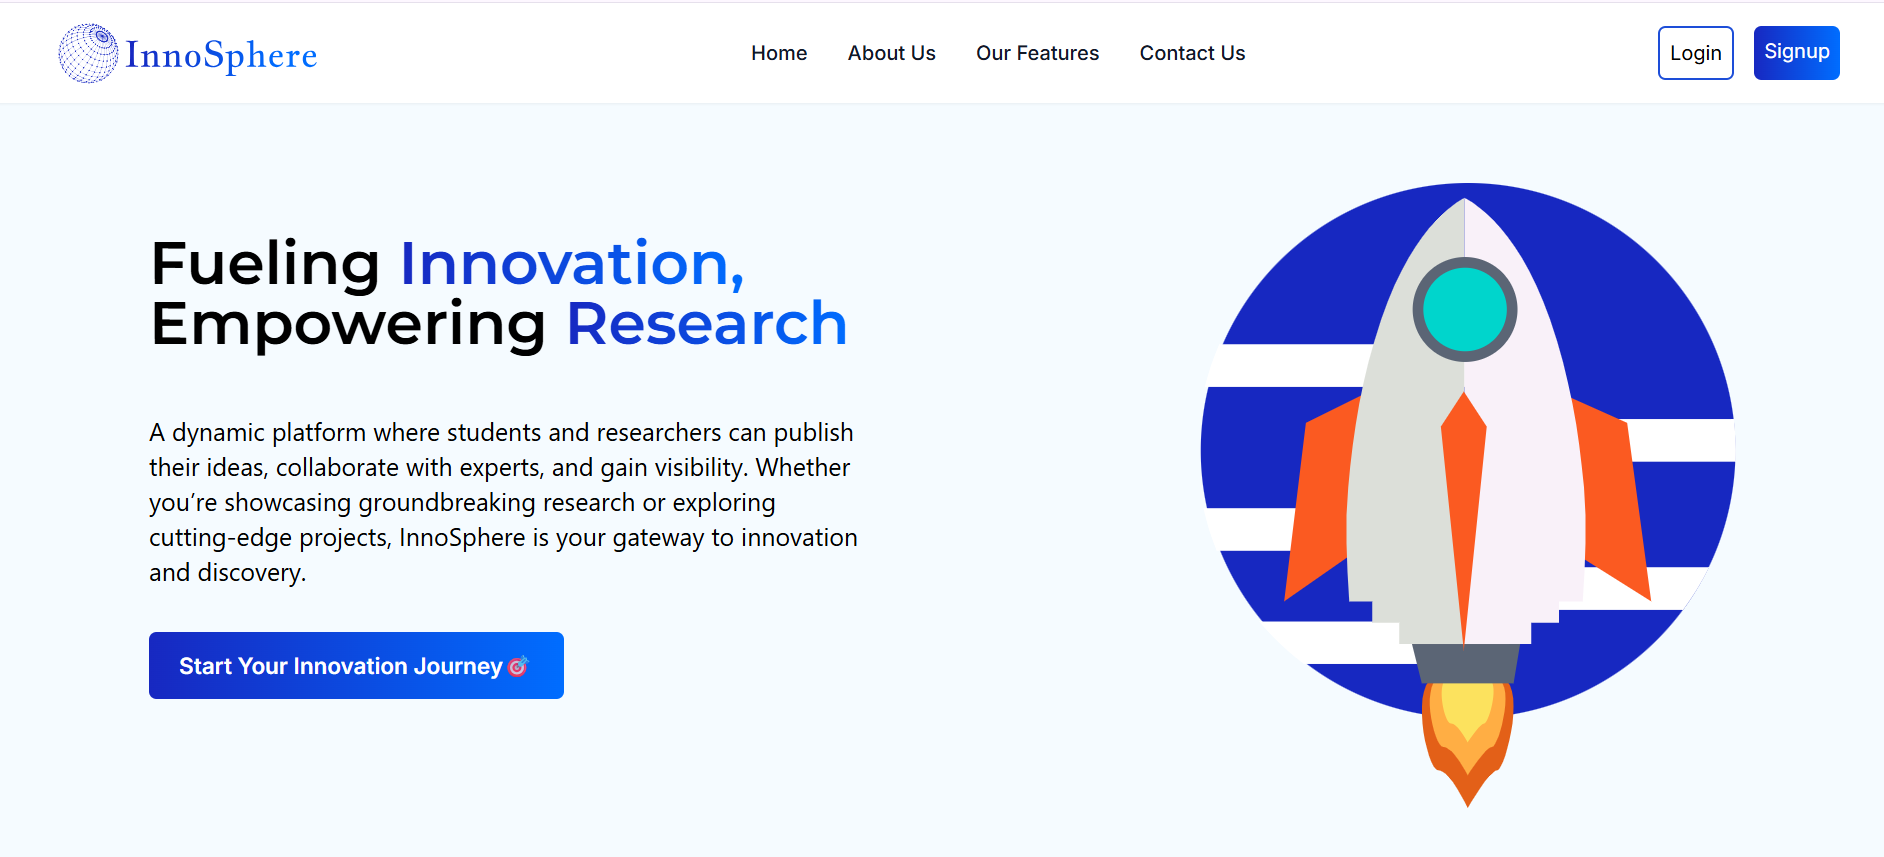 InnoSphere
Home
About Us
Our Features
Contact Us
Login
Signup
Fueling Innovation,
Empowering Research
A dynamic platform where students and researchers can publish
their ideas, collaborate with experts, and gain visibility. Whether
you’re showcasing groundbreaking research or exploring
cutting-edge projects, InnoSphere is your gateway to innovation
and discovery.
Start Your Innovation Journey🎯